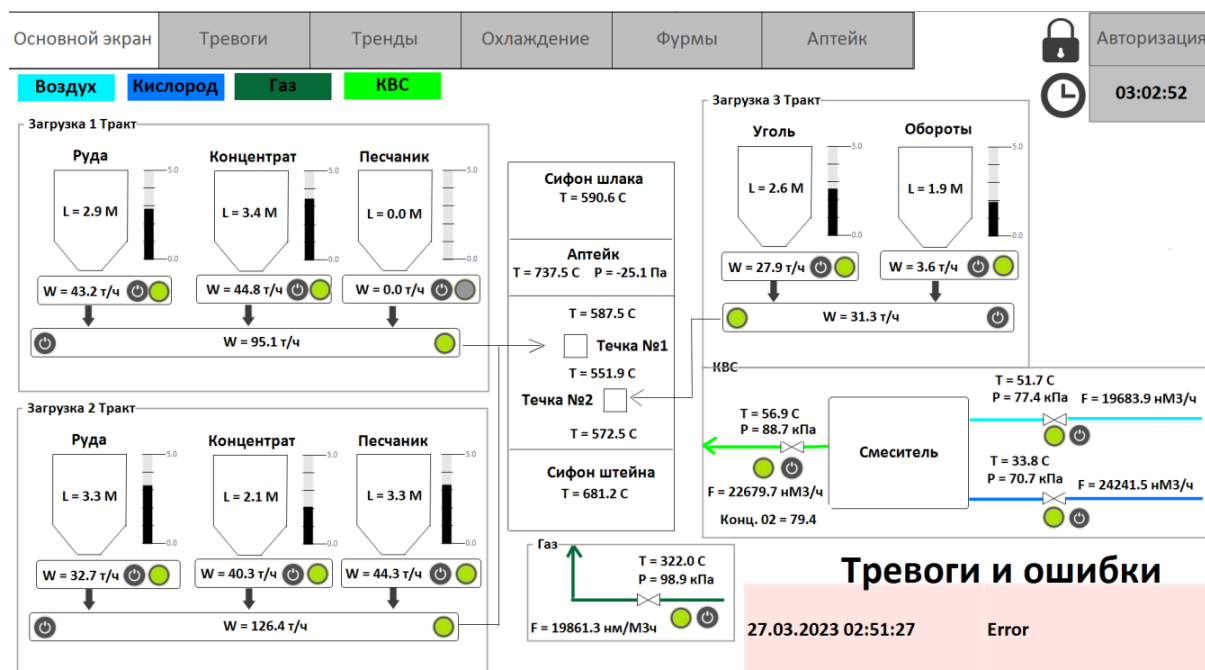 Основной экран
Тревоги
Тренды
Охлаждение
Фурмы
Аптейк
Авторизация
03:02:52
Воздух
Кислород
Газ
КВС
Загрузка 1 Тракт
Руда
Концентрат
Песчаник
5.0
5.0
5.0
L = 2.9 М
L = 3.4 М
L = 0.0 М
0.0
0.0
0.0
W = 43.2 т/ч
W = 44.8 т/ч
W = 0.0 т/ч
W = 95.1 т/ч
Загрузка 2 Тракт
Руда
Концентрат
Песчаник
5.0
5.0
5.0
L = 3.3 М
L = 2.1 М
L = 3.3 М
0.0
0.0
0.0
W = 32.7 т/ч
W = 40.3 т/ч
W = 44.3 т/ч
W = 126.4 т/ч
Сифон шлака
T = 590.6 C
Аптейк
T = 737.5 C P = -25.1 Па
T = 587.5 C
Течка №1
T = 551.9 C
Течка №2
T = 572.5 C
Сифон штейна
T = 681.2 C
Газ
T = 322.0 C
P = 98.9 кПа
F = 19861.3 нм/М3ч
Загрузка 3 Тракт
Уголь
Обороты
5.0
5.0
L = 2.6 М
L = 1.9 М
0.0
0.0
W = 27.9 т/ч
W = 3.6 т/ч
W = 31.3 т/ч
КВС
T = 51.7 C
P = 77.4 кПа
F = 19683.9 нМ3/ч
T = 56.9 C
P = 88.7 кПа
Смеситель
T = 33.8 C
P = 70.7 кПа
F = 24241.5 нМ3/ч
F = 22679.7 нМ3/ч
Конц. 02 = 79.4
Тревоги и ошибки
27.03.2023 02:51:27
Error